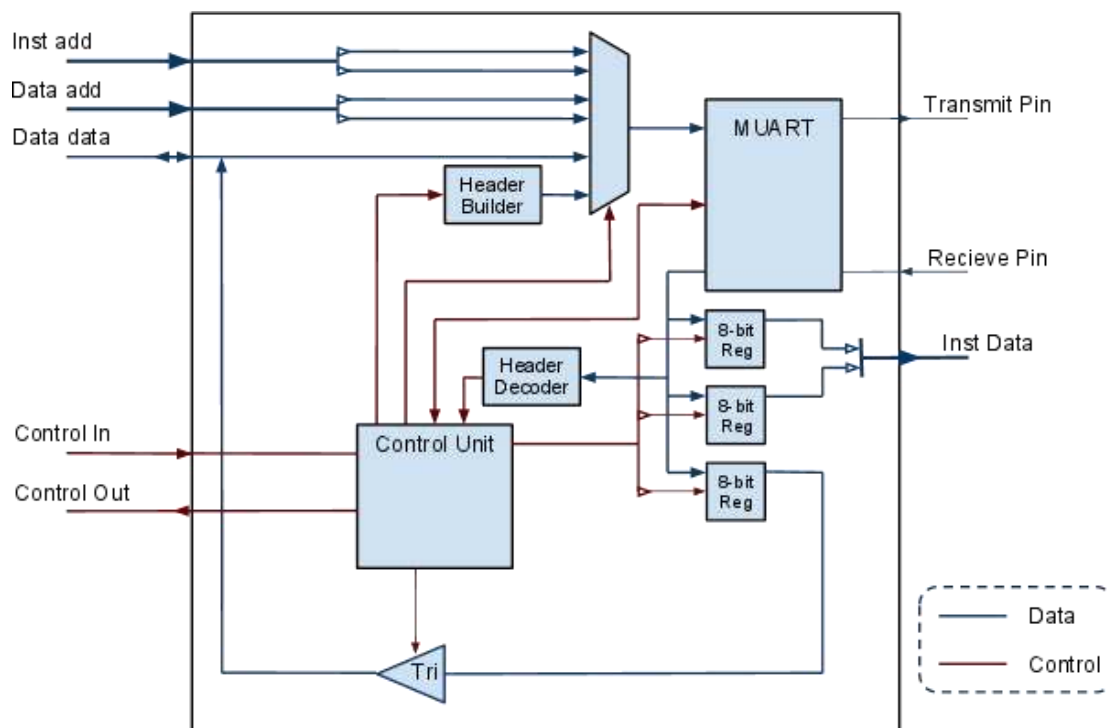 Inst add
Data add
Data data
Header
Builder
MUART
Transmit Pin
Recieve Pin
8-bit
Reg
Inst Data
Header
Decoder
8-bit
Reg
Control In
Control Unit
Control Out
8-bit
Reg
Tri
Data
Control